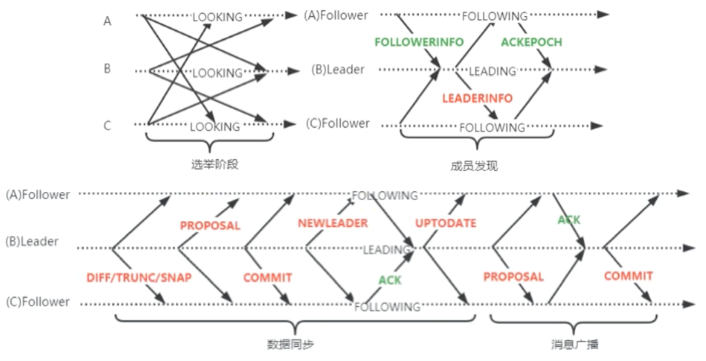 A LOOKING (A)Follower FOLLOWING
FOLLOWERINFO ACKEPOCH
B LOOKING (B)Leader LEADING
LEADERINFO
C LOOKING (C)Follower FOLLOWING
选举阶段 成员发现
(A)Follower FOLLOWING
PROPOSAL NEWLEADER UPTODATE ACK
(B)Leader LEADING
DIFF/TRUNC/SNAP COMMIT ACK PROPOSAL COMMIT
(C)Follower FOLLOWING
数据同步 消息广播